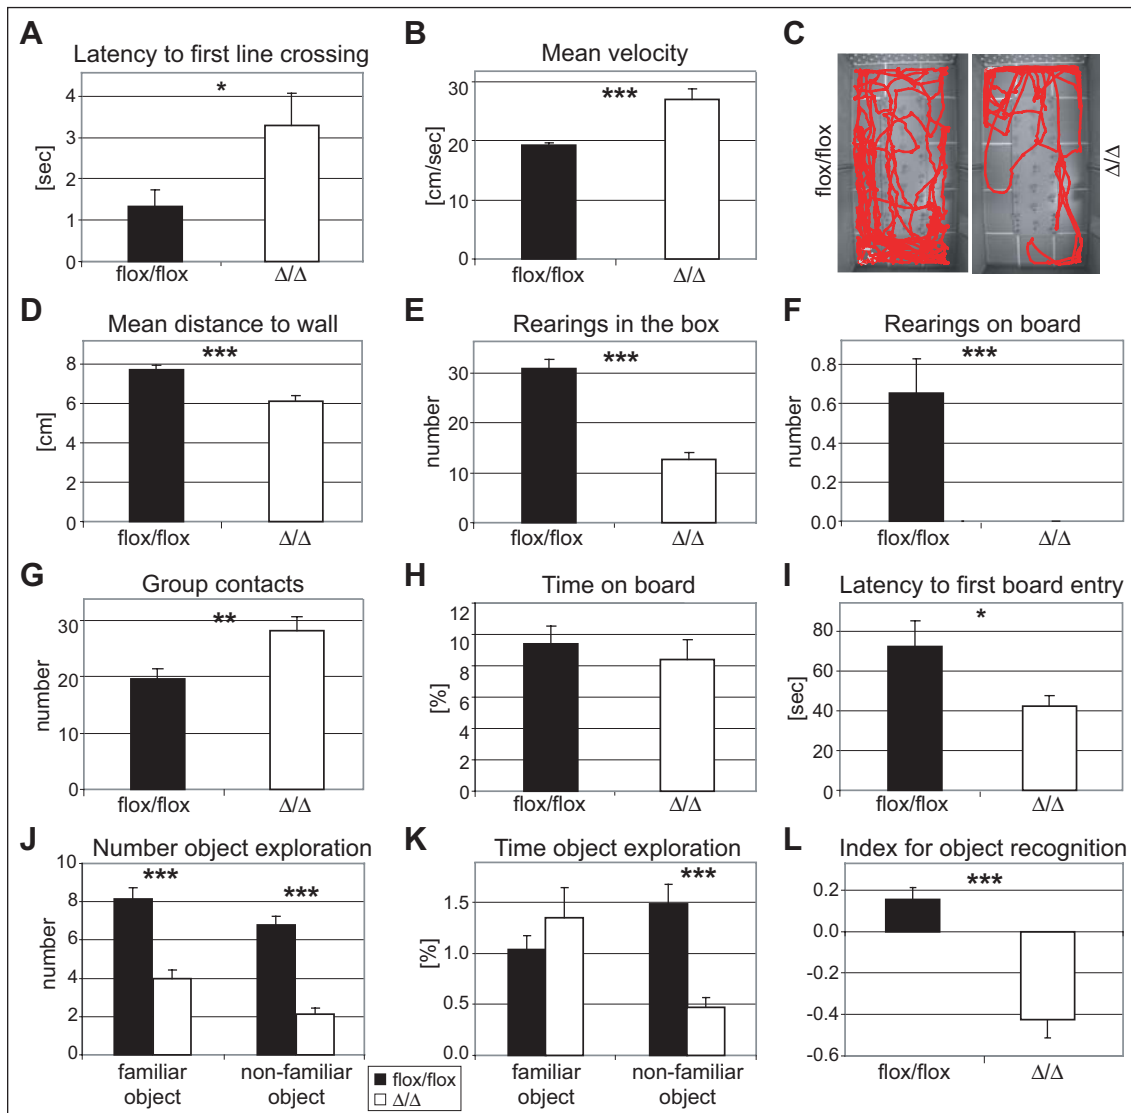 A
Latency to first line crossing
*
[sec]
4
3
2
1
0
flox/flox
Δ/Δ
B
Mean velocity
***
[cm/sec]
30
20
10
0
flox/flox
Δ/Δ
C
flox/flox
Δ/Δ
D
Mean distance to wall
***
[cm]
8
6
4
2
0
flox/flox
Δ/Δ
E
Rearings in the box
***
number
30
20
10
0
flox/flox
Δ/Δ
F
Rearings on board
***
number
0.8
0.6
0.4
0.2
0.0
flox/flox
Δ/Δ
G
Group contacts
**
number
30
20
10
0
flox/flox
Δ/Δ
H
Time on board
[%]
12
10
8
6
4
2
0
flox/flox
Δ/Δ
I
Latency to first board entry
*
[sec]
80
60
40
20
0
flox/flox
Δ/Δ
J
Number object exploration
***
***
number
10
8
6
4
2
0
familiar
object
non-familiar
object
K
Time object exploration
***
[%]
1.5
1.0
0.5
0.0
familiar
object
non-familiar
object
flox/flox
Δ/Δ
L
Index for object recognition
***
0.2
0.0
-0.2
-0.4
-0.6
flox/flox
Δ/Δ